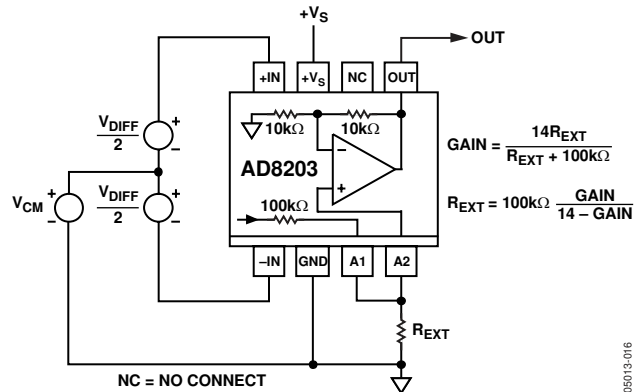 +VS
OUT
+IN
+VS
NC
OUT
10kΩ
10kΩ
VDIFF
2
+
–
–
+
AD8203
GAIN = 14REXT
REXT + 100kΩ
VCM
+
–
VDIFF
2
+
–
100kΩ
REXT = 100kΩ GAIN
14 – GAIN
–IN
GND
A1
A2
REXT
NC = NO CONNECT
05013-016